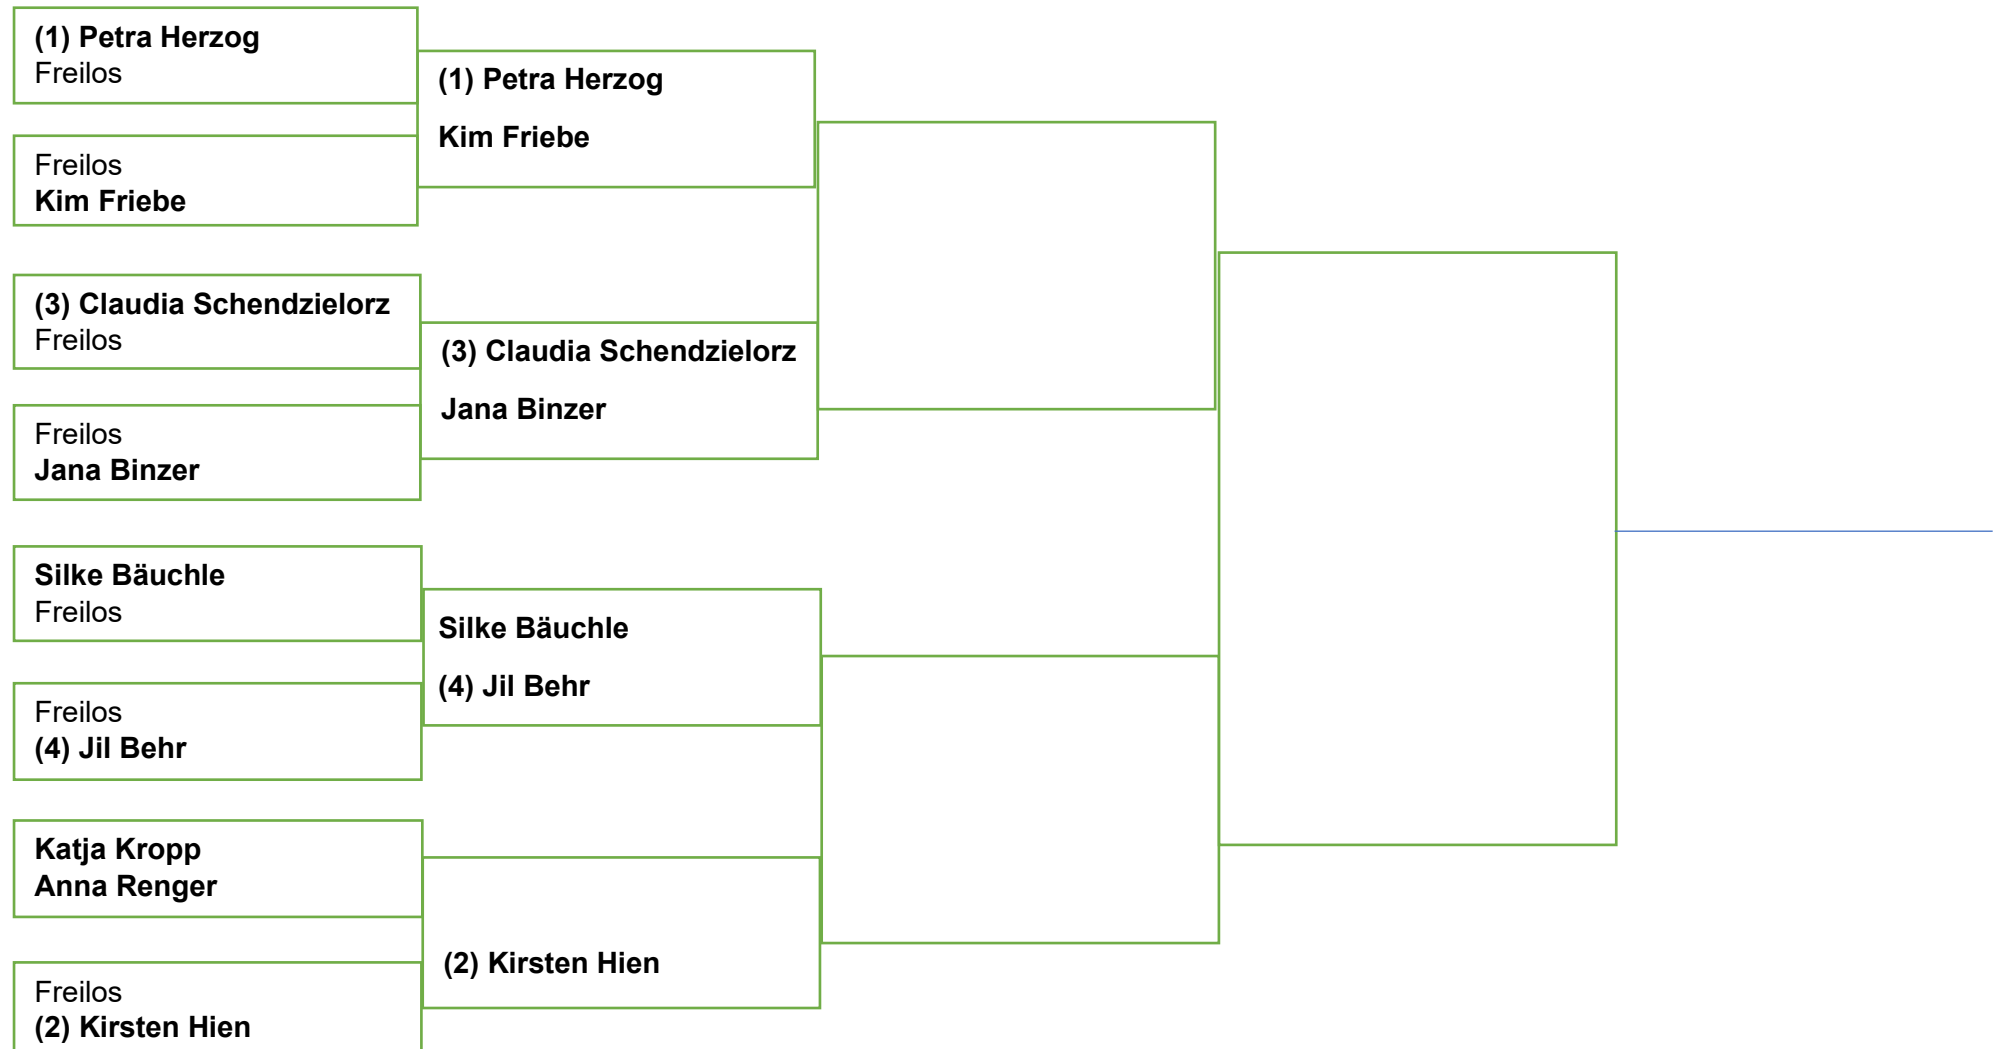 (1) Petra Herzog
Freilos
Freilos
Kim Friebe
(3) Claudia Schendzielorz
Freilos
Freilos
Jana Binzer
Silke Bäuchle
Freilos
Freilos
(4) Jil Behr
Katja Kropp
Anna Renger
Freilos
(2) Kirsten Hien
(1) Petra Herzog
Kim Friebe
(3) Claudia Schendzielorz
Jana Binzer
Silke Bäuchle
(4) Jil Behr
(2) Kirsten Hien